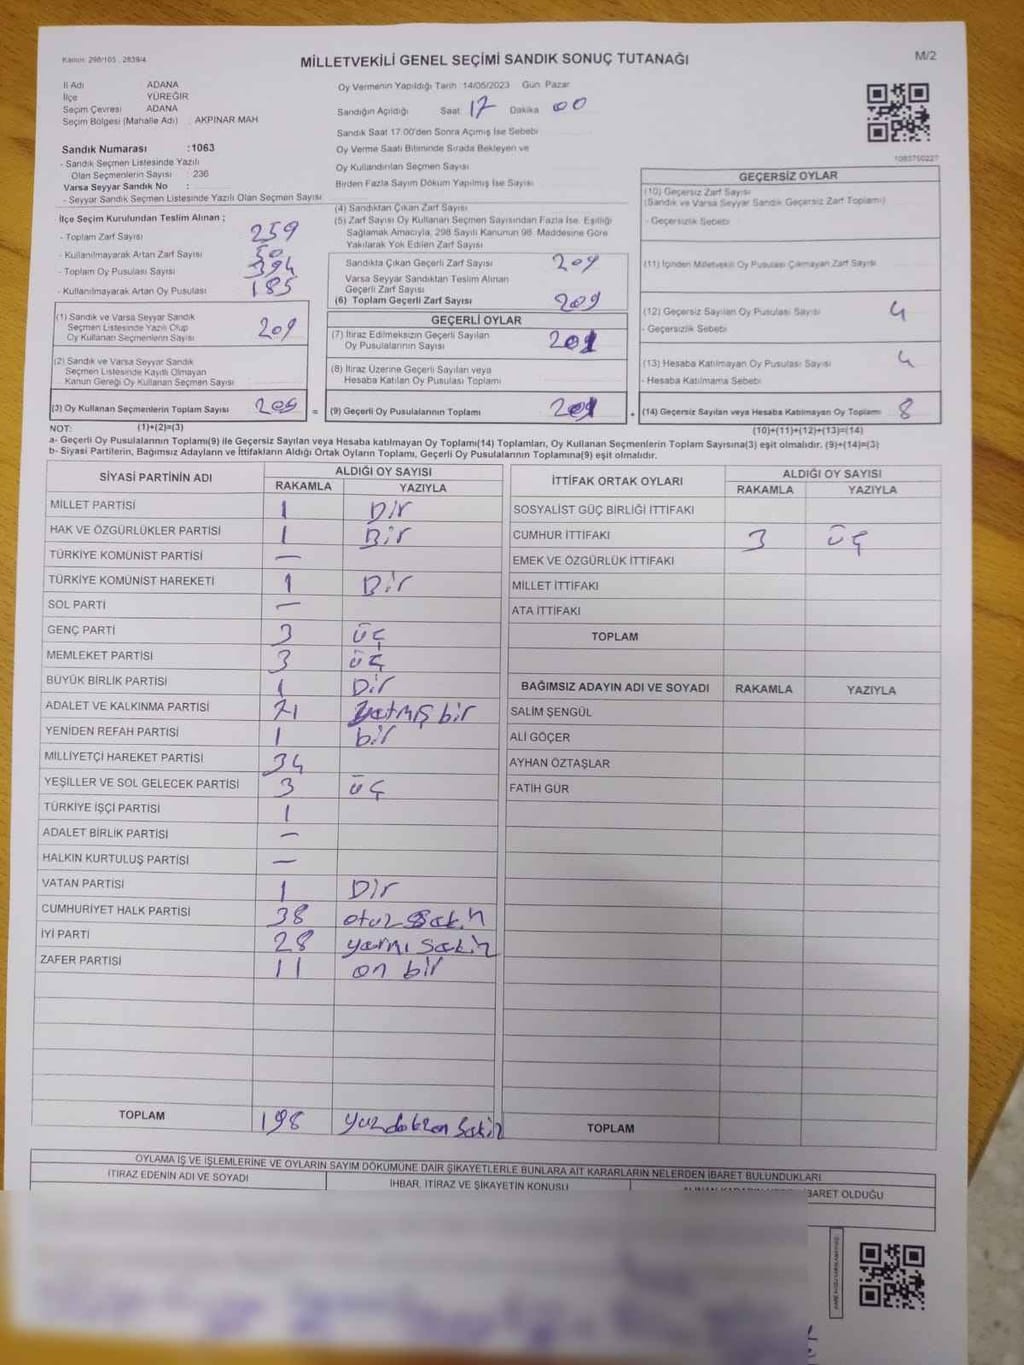 Kanun: 298/105, 2839/4
MİLLETVEKİLİ GENEL SEÇİMİ SANDIK SONUÇ TUTANAĞI
M/2
İl Adı ADANA
İlçe YÜREĞİR
Seçim Çevresi ADANA
Seçim Bölgesi (Mahalle Adı) : AKPINAR MAH
Sandık Numarası :1063
- Sandık Seçmen Listesinde Yazılı
Olan Seçmenlerin Sayısı : 236
Varsa Seyyar Sandık No :
- Seyyar Sandık Seçmen Listesinde Yazılı Olan Seçmen Sayısı
Oy Vermenin Yapıldığı Tarih :14/05/2023 Gün: Pazar
Sandığın Açıldığı Saat 17 Dakika 00
Sandık Saat 17:00'den Sonra Açılmış İse Sebebi
Oy Verme Saati Bitiminde Sırada Bekleyen ve
Oy Kullandırılan Seçmen Sayısı
Birden Fazla Sayım Döküm Yapılmış İse Sayısı
1063750227
İlçe Seçim Kurulundan Teslim Alınan ;
- Toplam Zarf Sayısı 259
- Kullanılmayarak Artan Zarf Sayısı 50
- Toplam Oy Pusulası Sayısı 394
- Kullanılmayarak Artan Oy Pusulası 185
(1) Sandık ve Varsa Seyyar Sandık
Seçmen Listesinde Yazılı Olup
Oy Kullanan Seçmenlerin Sayısı 209
(2) Sandık ve Varsa Seyyar Sandık
Seçmen Listesinde Kaydı Olmayan
Kanun Gereği Oy Kullanan Seçmen Sayısı
(3) Oy Kullanan Seçmenlerin Toplam Sayısı 209 =
(4) Sandıktan Çıkan Zarf Sayısı
(5) Zarf Sayısı Oy Kullanan Seçmen Sayısından Fazla İse, Eşitliği
Sağlamak Amacıyla, 298 Sayılı Kanunun 98. Maddesine Göre
Yakılarak Yok Edilen Zarf Sayısı
Sandıkta Çıkan Geçerli Zarf Sayısı 209
Varsa Seyyar Sandıktan Teslim Alınan
Geçerli Zarf Sayısı
(6) Toplam Geçerli Zarf Sayısı 209
GEÇERLİ OYLAR
(7) İtiraz Edilmeksizin Geçerli Sayılan
Oy Pusulalarının Sayısı 201
(8) İtiraz Üzerine Geçerli Sayılan veya
Hesaba Katılan Oy Pusulası Toplamı
(9) Geçerli Oy Pusulalarının Toplamı 201 +
GEÇERSİZ OYLAR
(10) Geçersiz Zarf Sayısı
(Sandık ve Varsa Seyyar Sandık Geçersiz Zarf Toplamı)
- Geçersizlik Sebebi
(11) İçinden Milletvekili Oy Pusulası Çıkmayan Zarf Sayısı
(12) Geçersiz Sayılan Oy Pusulası Sayısı 4
- Geçersizlik Sebebi
(13) Hesaba Katılmayan Oy Pusulası Sayısı 4
- Hesaba Katılmama Sebebi
(14) Geçersiz Sayılan veya Hesaba Katılmayan Oy Toplamı 8
NOT: (1)+(2)=(3)
(10)+(11)+(12)+(13)=(14)
a- Geçerli Oy Pusulalarının Toplamı(9) ile Geçersiz Sayılan veya Hesaba katılmayan Oy Toplamı(14) Toplamları, Oy Kullanan Seçmenlerin Toplam Sayısına(3) eşit olmalıdır. (9)+(14)=(3)
b- Siyasi Partilerin, Bağımsız Adayların ve İttifakların Aldığı Ortak Oyların Toplamı, Geçerli Oy Pusulalarının Toplamına(9) eşit olmalıdır.
SİYASİ PARTİNİN ADI ALDIĞI OY SAYISI
RAKAMLA YAZIYLA
MİLLET PARTİSİ 1 Bir
HAK VE ÖZGÜRLÜKLER PARTİSİ 1 Bir
TÜRKİYE KOMÜNİST PARTİSİ —
TÜRKİYE KOMÜNİST HAREKETİ 1 Bir
SOL PARTİ —
GENÇ PARTİ 3 üç
MEMLEKET PARTİSİ 3 üç
BÜYÜK BİRLİK PARTİSİ 1 Bir
ADALET VE KALKINMA PARTİSİ 71 yetmiş bir
YENİDEN REFAH PARTİSİ 1 bir
MİLLİYETÇİ HAREKET PARTİSİ 34
YEŞİLLER VE SOL GELECEK PARTİSİ 3 üç
TÜRKİYE İŞÇİ PARTİSİ 1
ADALET BİRLİK PARTİSİ —
HALKIN KURTULUŞ PARTİSİ —
VATAN PARTİSİ 1 Bir
CUMHURİYET HALK PARTİSİ 38 otuz sekiz
İYİ PARTİ 28 yirmi sekiz
ZAFER PARTİSİ 11 on bir
TOPLAM 198 yüz doksan sekiz
İTTİFAK ORTAK OYLARI ALDIĞI OY SAYISI
RAKAMLA YAZIYLA
SOSYALİST GÜÇ BİRLİĞİ İTTİFAKI
CUMHUR İTTİFAKI 3 üç
EMEK VE ÖZGÜRLÜK İTTİFAKI
MİLLET İTTİFAKI
ATA İTTİFAKI
TOPLAM
BAĞIMSIZ ADAYIN ADI VE SOYADI RAKAMLA YAZIYLA
SALİM ŞENGÜL
ALİ GÖÇER
AYHAN ÖZTAŞLAR
FATİH GÜR
TOPLAM
OYLAMA İŞ VE İŞLEMLERİNE VE OYLARIN SAYIM DÖKÜMÜNE DAİR ŞİKAYETLERLE BUNLARA AİT KARARLARIN NELERDEN İBARET BULUNDUKLARI
İTİRAZ EDENİN ADI VE SOYADI
İHBAR, İTİRAZ VE ŞİKAYETİN KONUSU
İBARET OLDUĞU